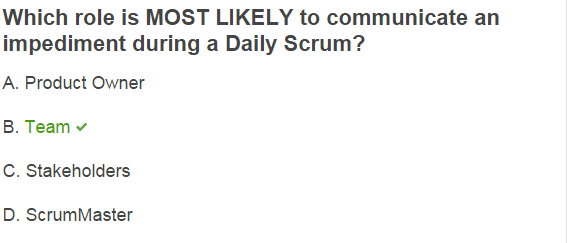 Which role is MOST LIKELY to communicate an
impediment during a Daily Scrum?
A. Product Owner
B. Team ✔
C. Stakeholders
D. ScrumMaster